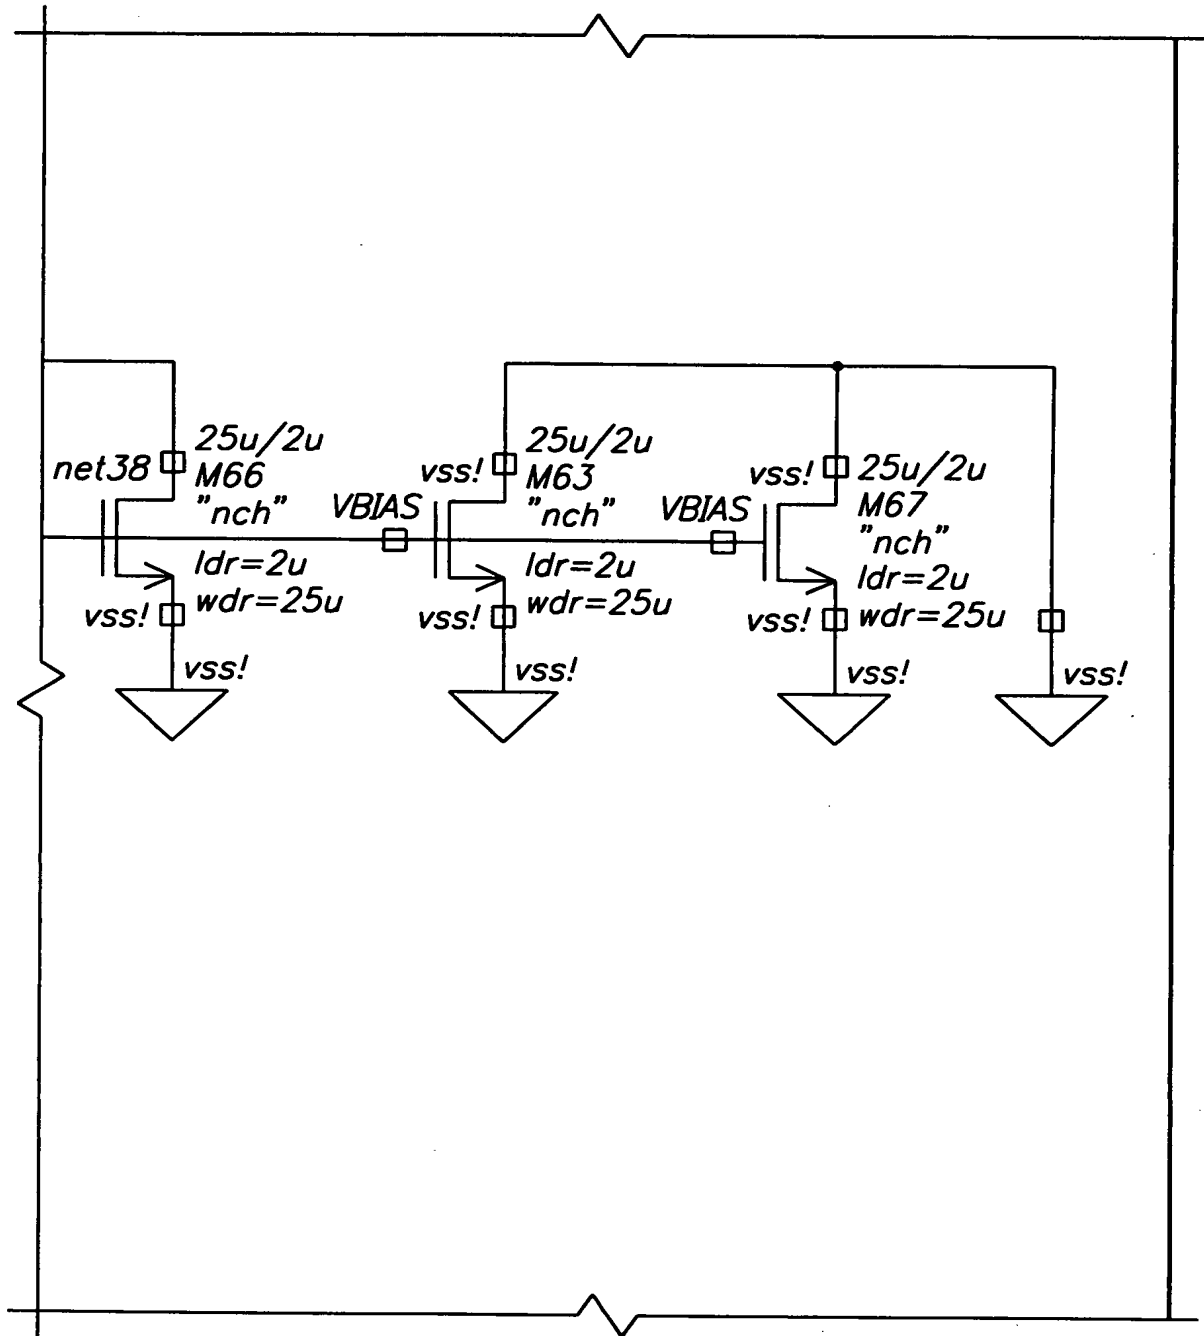 net38
25u/2u
M66
"nch"
ldr=2u
wdr=25u
vss!
vss!
VBIAS
vss!
25u/2u
M63
"nch"
ldr=2u
wdr=25u
vss!
vss!
VBIAS
vss!
25u/2u
M67
"nch"
ldr=2u
wdr=25u
vss!
vss!
vss!